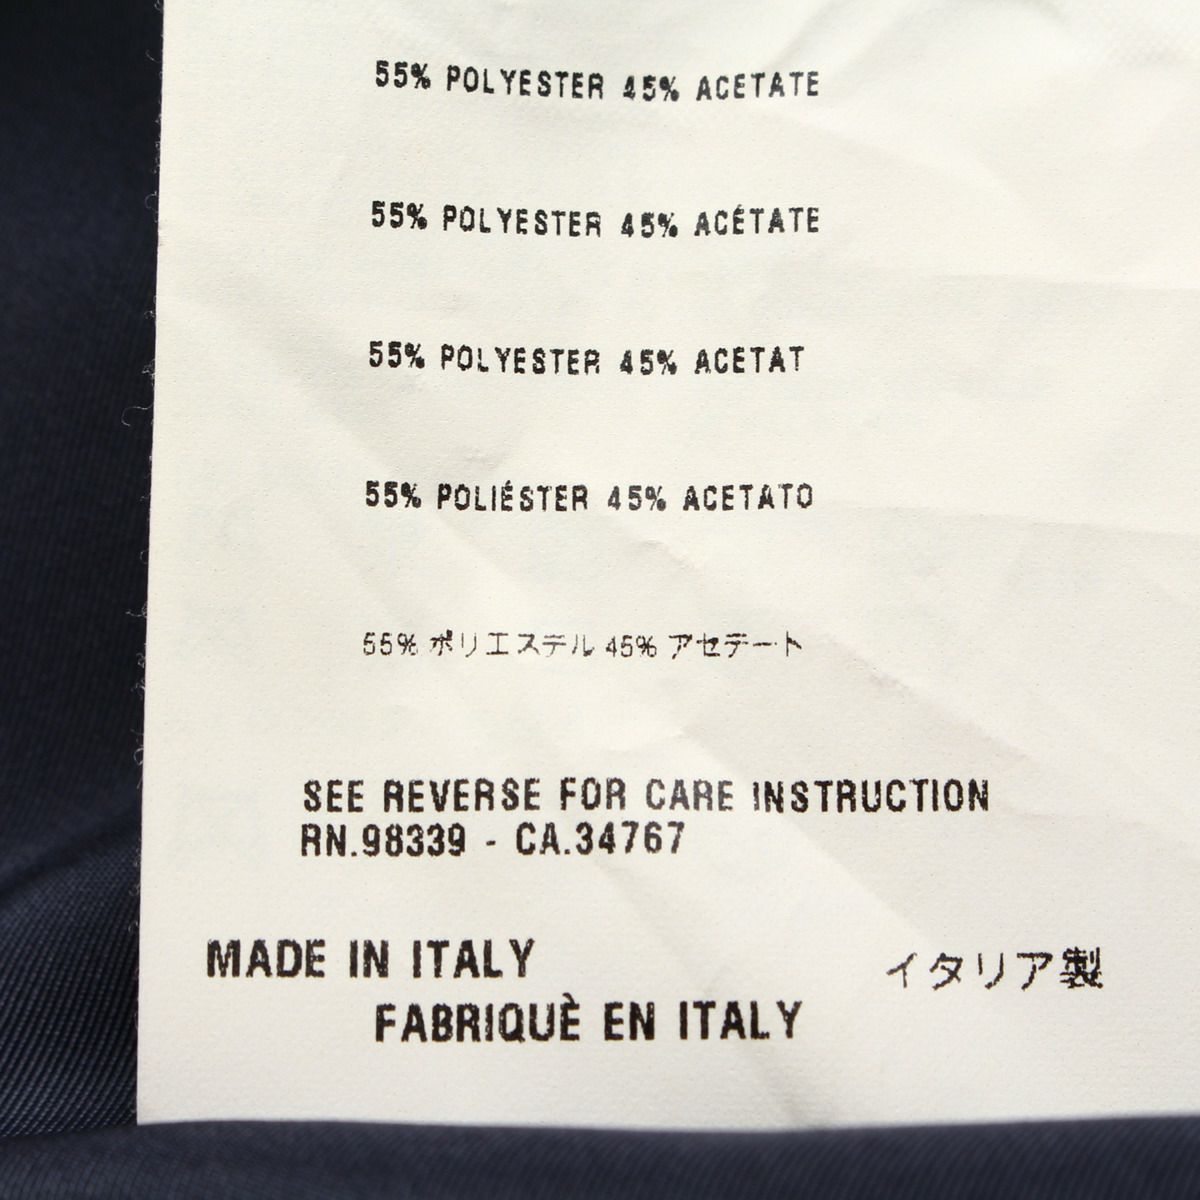 55% POLYESTER 45% ACETATE
55% POLYESTER 45% ACÉTATE
55% POLYESTER 45% ACETAT
55% POLIÉSTER 45% ACETATO
55% ポリエステル 45% アセテート
SEE REVERSE FOR CARE INSTRUCTION
RN.98339 - CA.34767
MADE IN ITALY
イタリア製
FABRIQUÈ EN ITALY